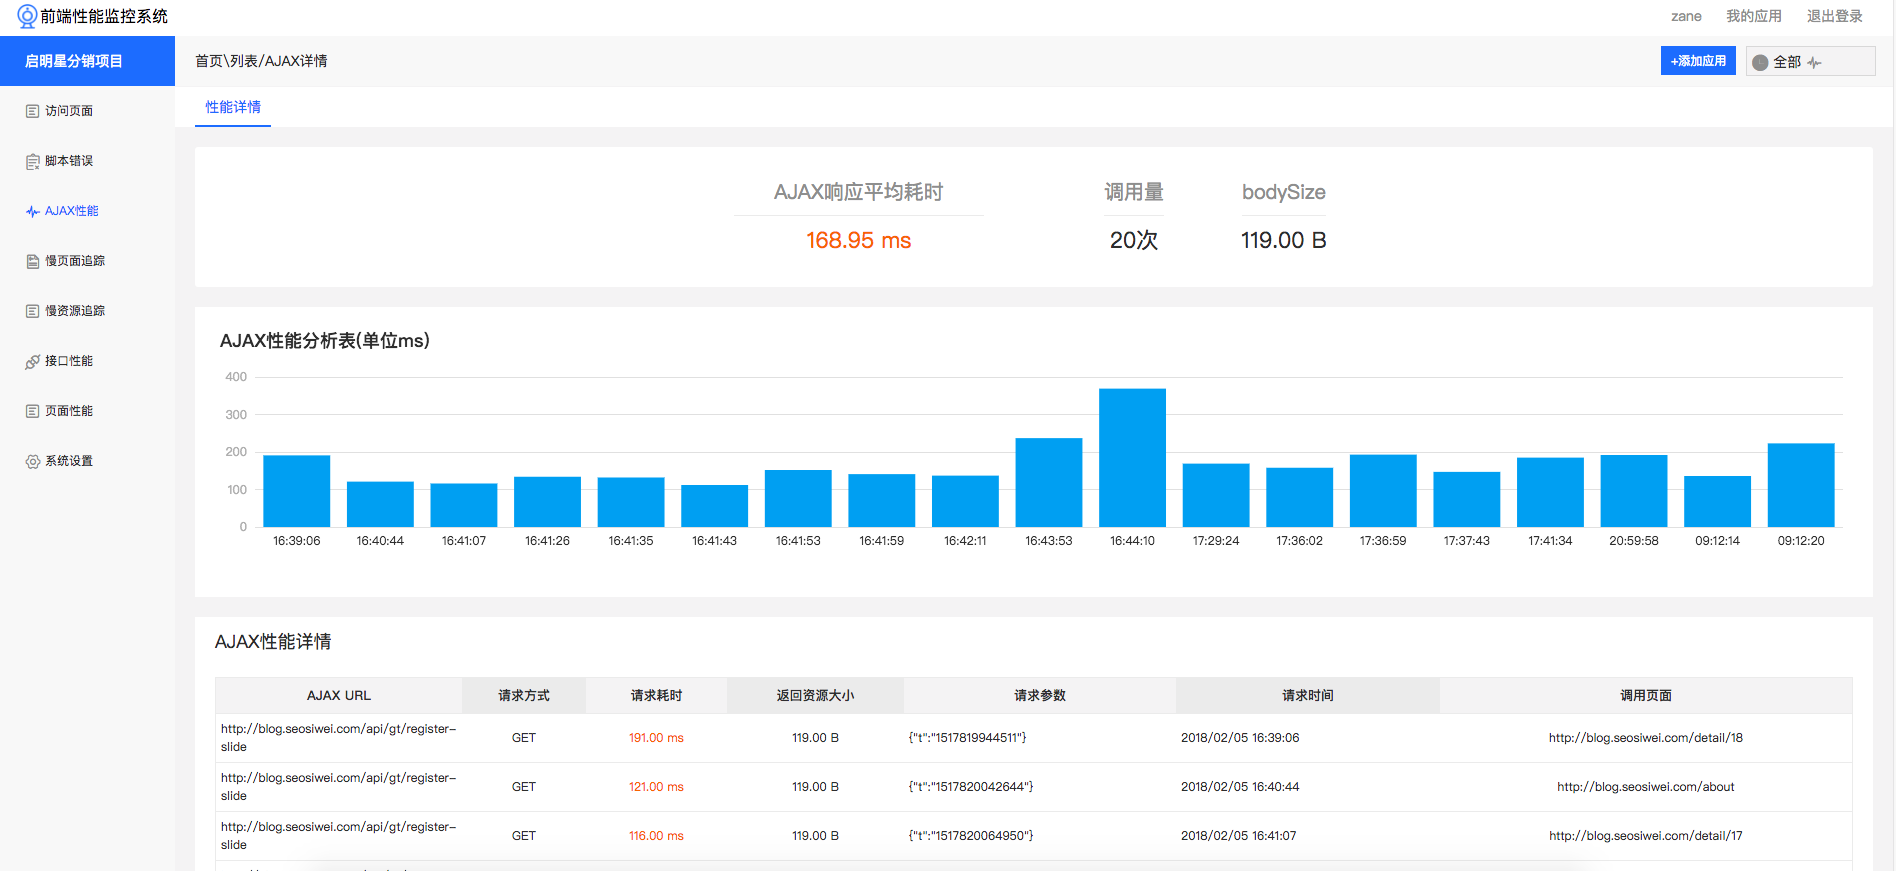 前端性能监控系统
zane 我的应用 退出登录
启明星分销项目
首页\列表/AJAX详情
+添加应用
全部
访问页面
脚本错误
AJAX性能
慢页面追踪
慢资源追踪
接口性能
页面性能
系统设置
性能详情
AJAX响应平均耗时 调用量 bodySize
168.95 ms 20次 119.00 B
AJAX性能分析表(单位ms)
400
300
200
100
0
16:39:06 16:40:44 16:41:07 16:41:26 16:41:35 16:41:43 16:41:53 16:41:59 16:42:11 16:43:53 16:44:10 17:29:24 17:36:02 17:36:59 17:37:43 17:41:34 20:59:58 09:12:14 09:12:20
AJAX性能详情
AJAX URL 请求方式 请求耗时 返回资源大小 请求参数 请求时间 调用页面
http://blog.seosiwei.com/api/gt/register-
slide
GET 191.00 ms 119.00 B {"t":"1517819944511"} 2018/02/05 16:39:06 http://blog.seosiwei.com/detail/18
http://blog.seosiwei.com/api/gt/register-
slide
GET 121.00 ms 119.00 B {"t":"1517820042644"} 2018/02/05 16:40:44 http://blog.seosiwei.com/about
http://blog.seosiwei.com/api/gt/register-
slide
GET 116.00 ms 119.00 B {"t":"1517820064950"} 2018/02/05 16:41:07 http://blog.seosiwei.com/detail/17